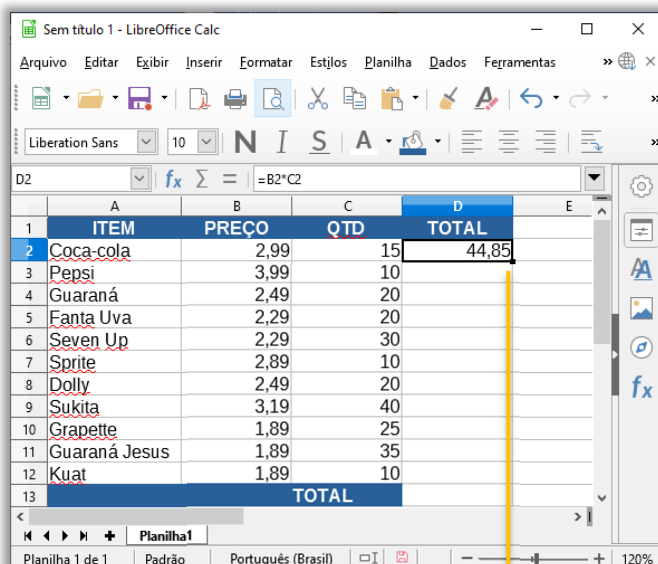 Sem título 1 - LibreOffice Calc
Arquivo Editar Exibir Inserir Formatar Estilos Planilha Dados Ferramentas
Liberation Sans 10 N I S A
D2 fx Σ = =B2*C2
A B C D E
1 ITEM PREÇO QTD TOTAL
2 Coca-cola 2,99 15 44,85
3 Pepsi 3,99 10
4 Guaraná 2,49 20
5 Fanta Uva 2,29 20
6 Seven Up 2,29 30
7 Sprite 2,89 10
8 Dolly 2,49 20
9 Sukita 3,19 40
10 Grapette 1,89 25
11 Guaraná Jesus 1,89 35
12 Kuat 1,89 10
13 TOTAL
Planilha1
Planilha 1 de 1 Padrão Português (Brasil) 120%